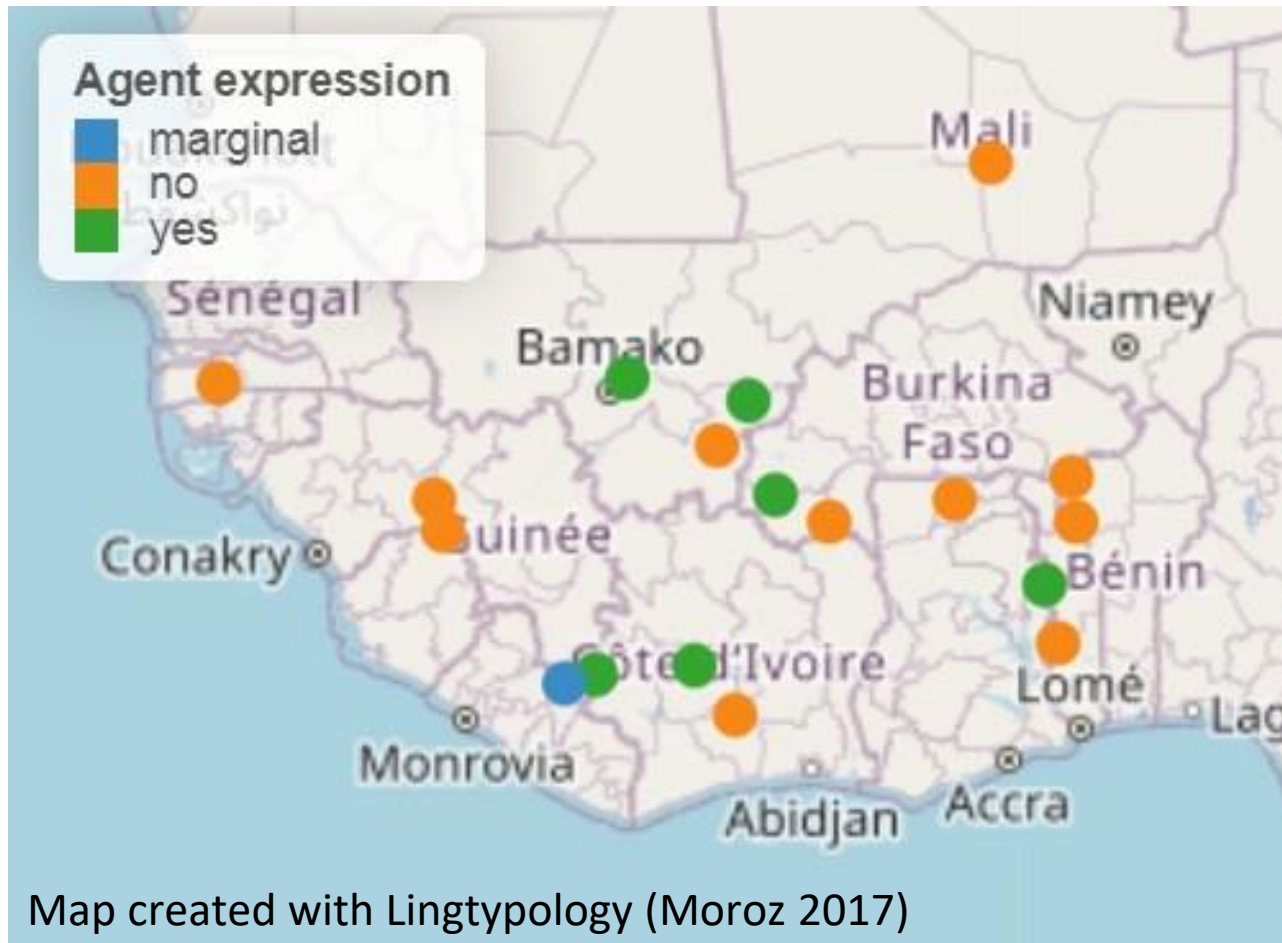 Agent expression
marginal
no
yes
Mali
Sénégal
Niamey
Bamako
Burkina
Faso
Conakry
Guinée
Bénin
Côte d'Ivoire
Lomé
Lag
Monrovia
Accra
Abidjan
Map created with Lingtypology (Moroz 2017)